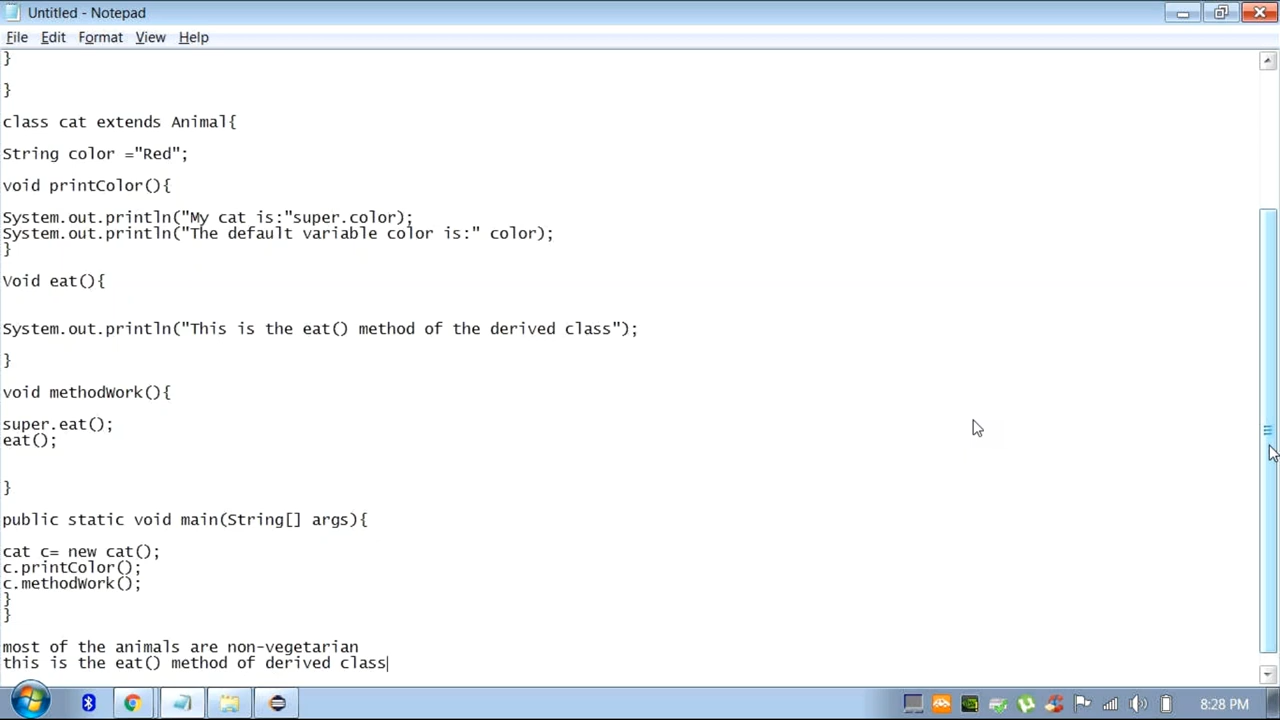 Untitled - Notepad
File Edit Format View Help
}
}
class cat extends Animal{
String color ="Red";
void printColor(){
System.out.println("My cat is:"super.color);
System.out.println("The default variable color is:" color);
}
Void eat(){
System.out.println("This is the eat() method of the derived class");
}
void methodWork(){
super.eat();
eat();
}
public static void main(String[] args){
cat c= new cat();
c.printColor();
c.methodWork();
}
}
most of the animals are non-vegetarian
this is the eat() method of derived class
8:28 PM